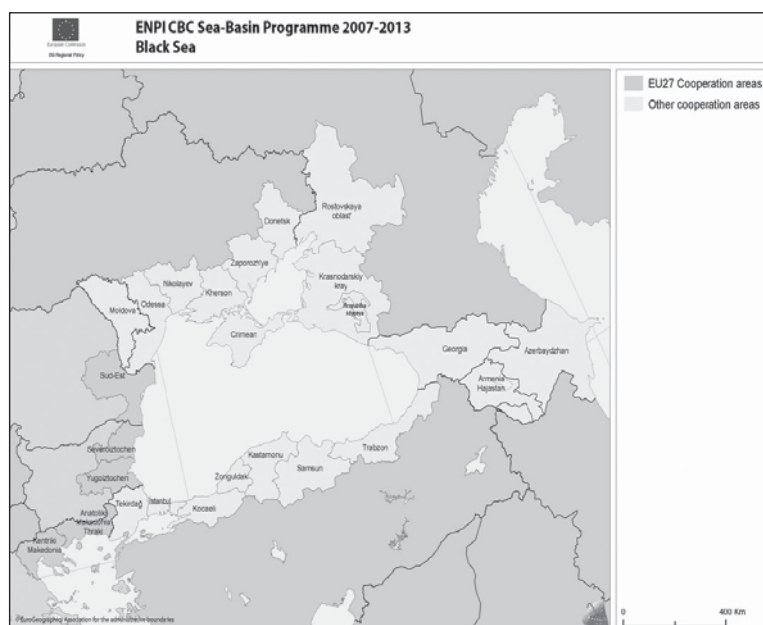 ENPI CBC Sea-Basin Programme 2007-2013
Black Sea
European Commission
EU Regional Policy
EU27 Cooperation areas
Other cooperation areas
Rostovskaya
oblast'
Donetsk
Zaporozh'ye
Nikolayev
Kherson
Krasnodarskiy
kray
Moldova
Odessa
Crimean
Georgia
Azerbaydzhan
Armenia
Hajastan
Sud-Est
Severoiztochen
Yugoiztochen
Kastamonu
Trabzon
Samsun
Zonguldak
Tekirdağ
İstanbul
Kocaeli
Anatoliki
Makedonia
Thraki
Kentriki
Makedonia
© EuroGeographics Association for the administrative boundaries
0
400 Km